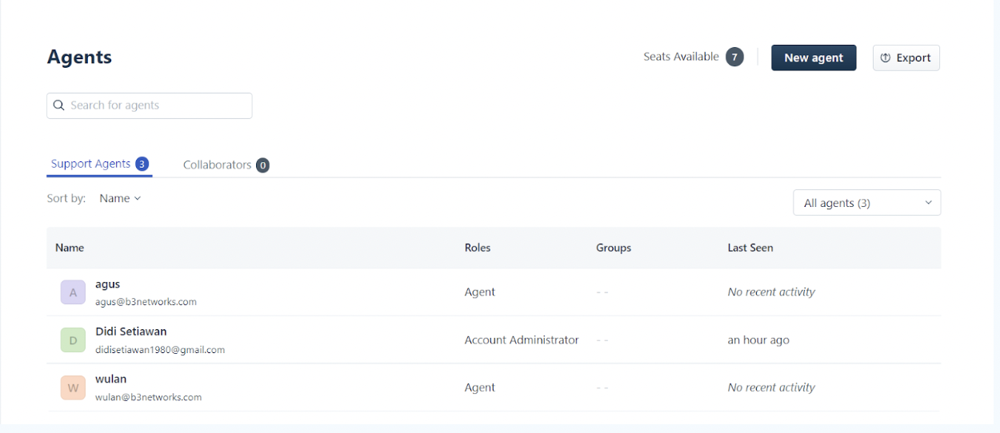 Agents
Seats Available 7
New agent
Export
Search for agents
Support Agents 3
Collaborators 0
Sort by: Name
All agents (3)
Name Roles Groups Last Seen
A
agus
agus@b3networks.com
Agent - - No recent activity
D
Didi Setiawan
didisetiawan1980@gmail.com
Account Administrator - - an hour ago
W
wulan
wulan@b3networks.com
Agent - - No recent activity